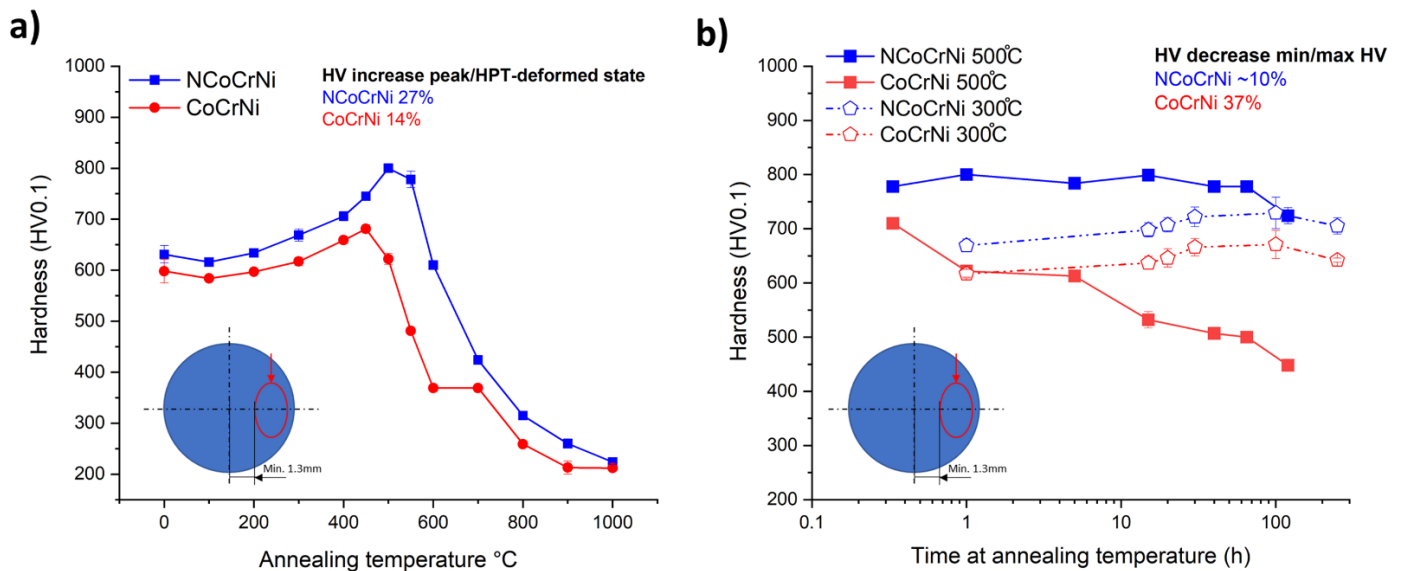 a)
1000
900
800
700
600
500
400
300
200
Hardness (HV0.1)
NCoCrNi
CoCrNi
HV increase peak/HPT-deformed state
NCoCrNi 27%
CoCrNi 14%
Min. 1.3mm
0 200 400 600 800 1000
Annealing temperature °C
b)
1000
900
800
700
600
500
400
300
200
Hardness (HV0.1)
NCoCrNi 500°C
CoCrNi 500°C
NCoCrNi 300°C
CoCrNi 300°C
HV decrease min/max HV
NCoCrNi ~10%
CoCrNi 37%
Min. 1.3mm
0.1 1 10 100
Time at annealing temperature (h)